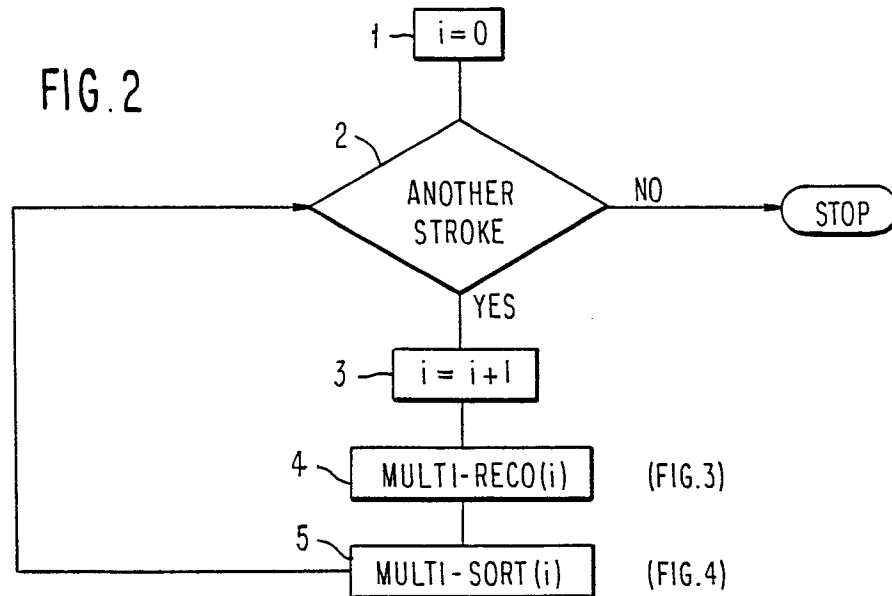 1
i=0
FIG.2
2
ANOTHER
STROKE
NO
STOP
YES
3
i = i+1
4
MULTI-RECO(i)
(FIG.3)
5
MULTI-SORT(i)
(FIG.4)